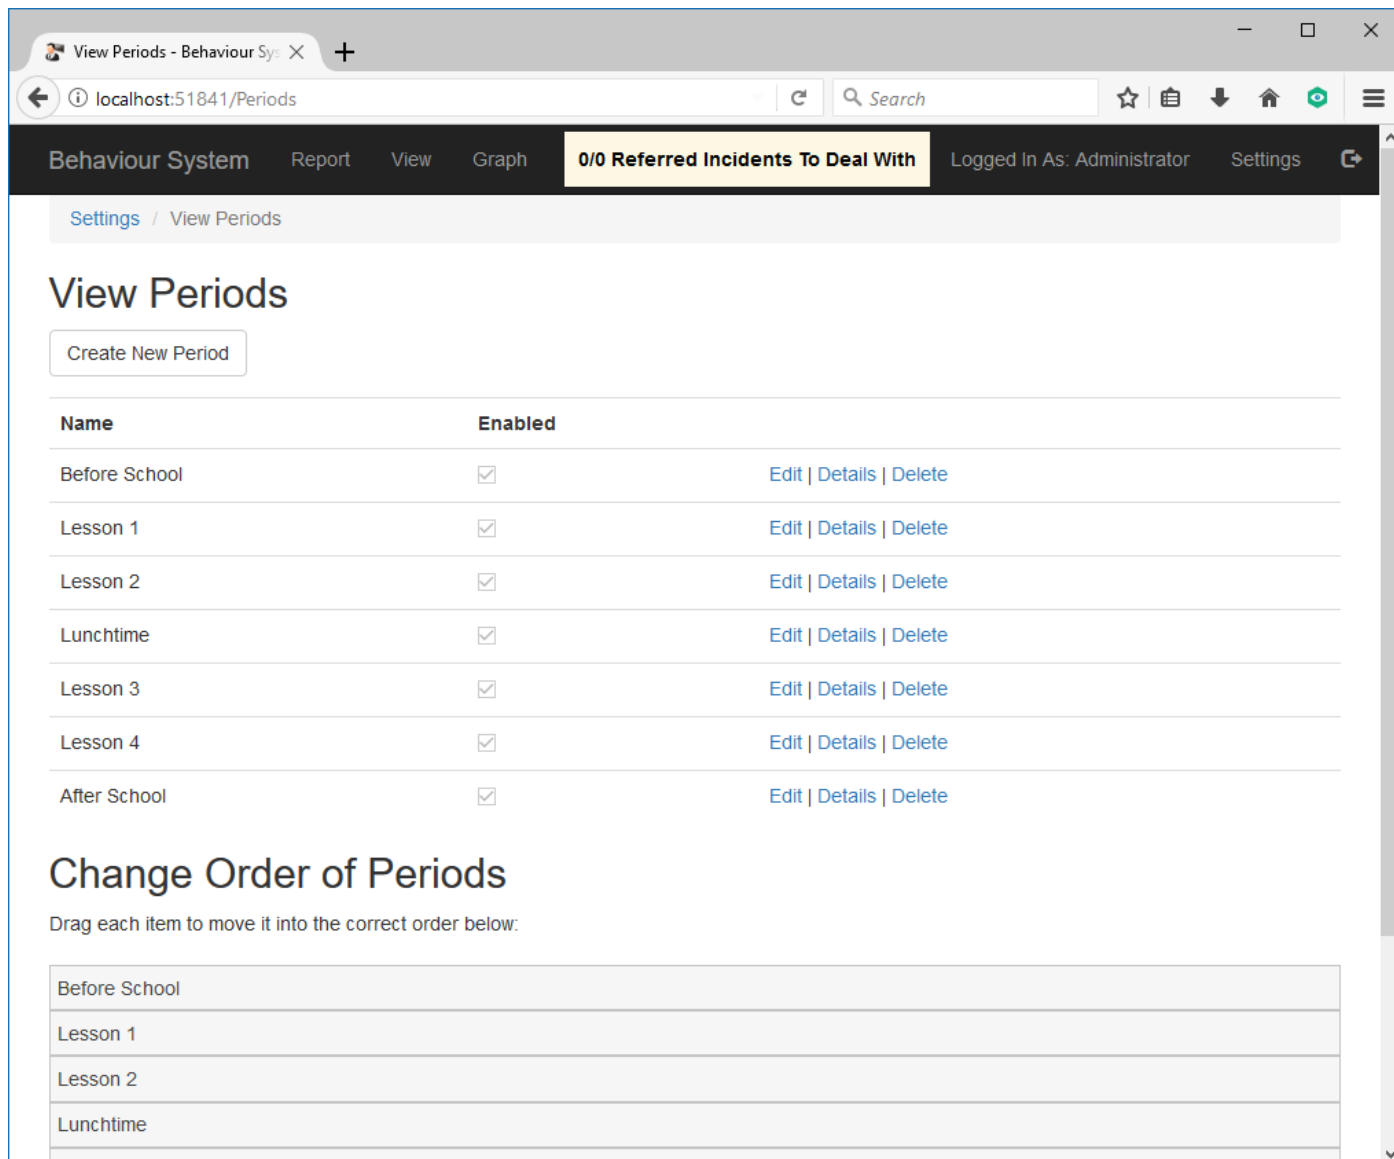 View Periods - Behaviour Sys
localhost:51841/Periods
Search
Behaviour System Report View Graph 0/0 Referred Incidents To Deal With Logged In As: Administrator Settings
Settings / View Periods
View Periods
Create New Period
Name Enabled
Before School Edit | Details | Delete
Lesson 1 Edit | Details | Delete
Lesson 2 Edit | Details | Delete
Lunchtime Edit | Details | Delete
Lesson 3 Edit | Details | Delete
Lesson 4 Edit | Details | Delete
After School Edit | Details | Delete
Change Order of Periods
Drag each item to move it into the correct order below:
Before School
Lesson 1
Lesson 2
Lunchtime